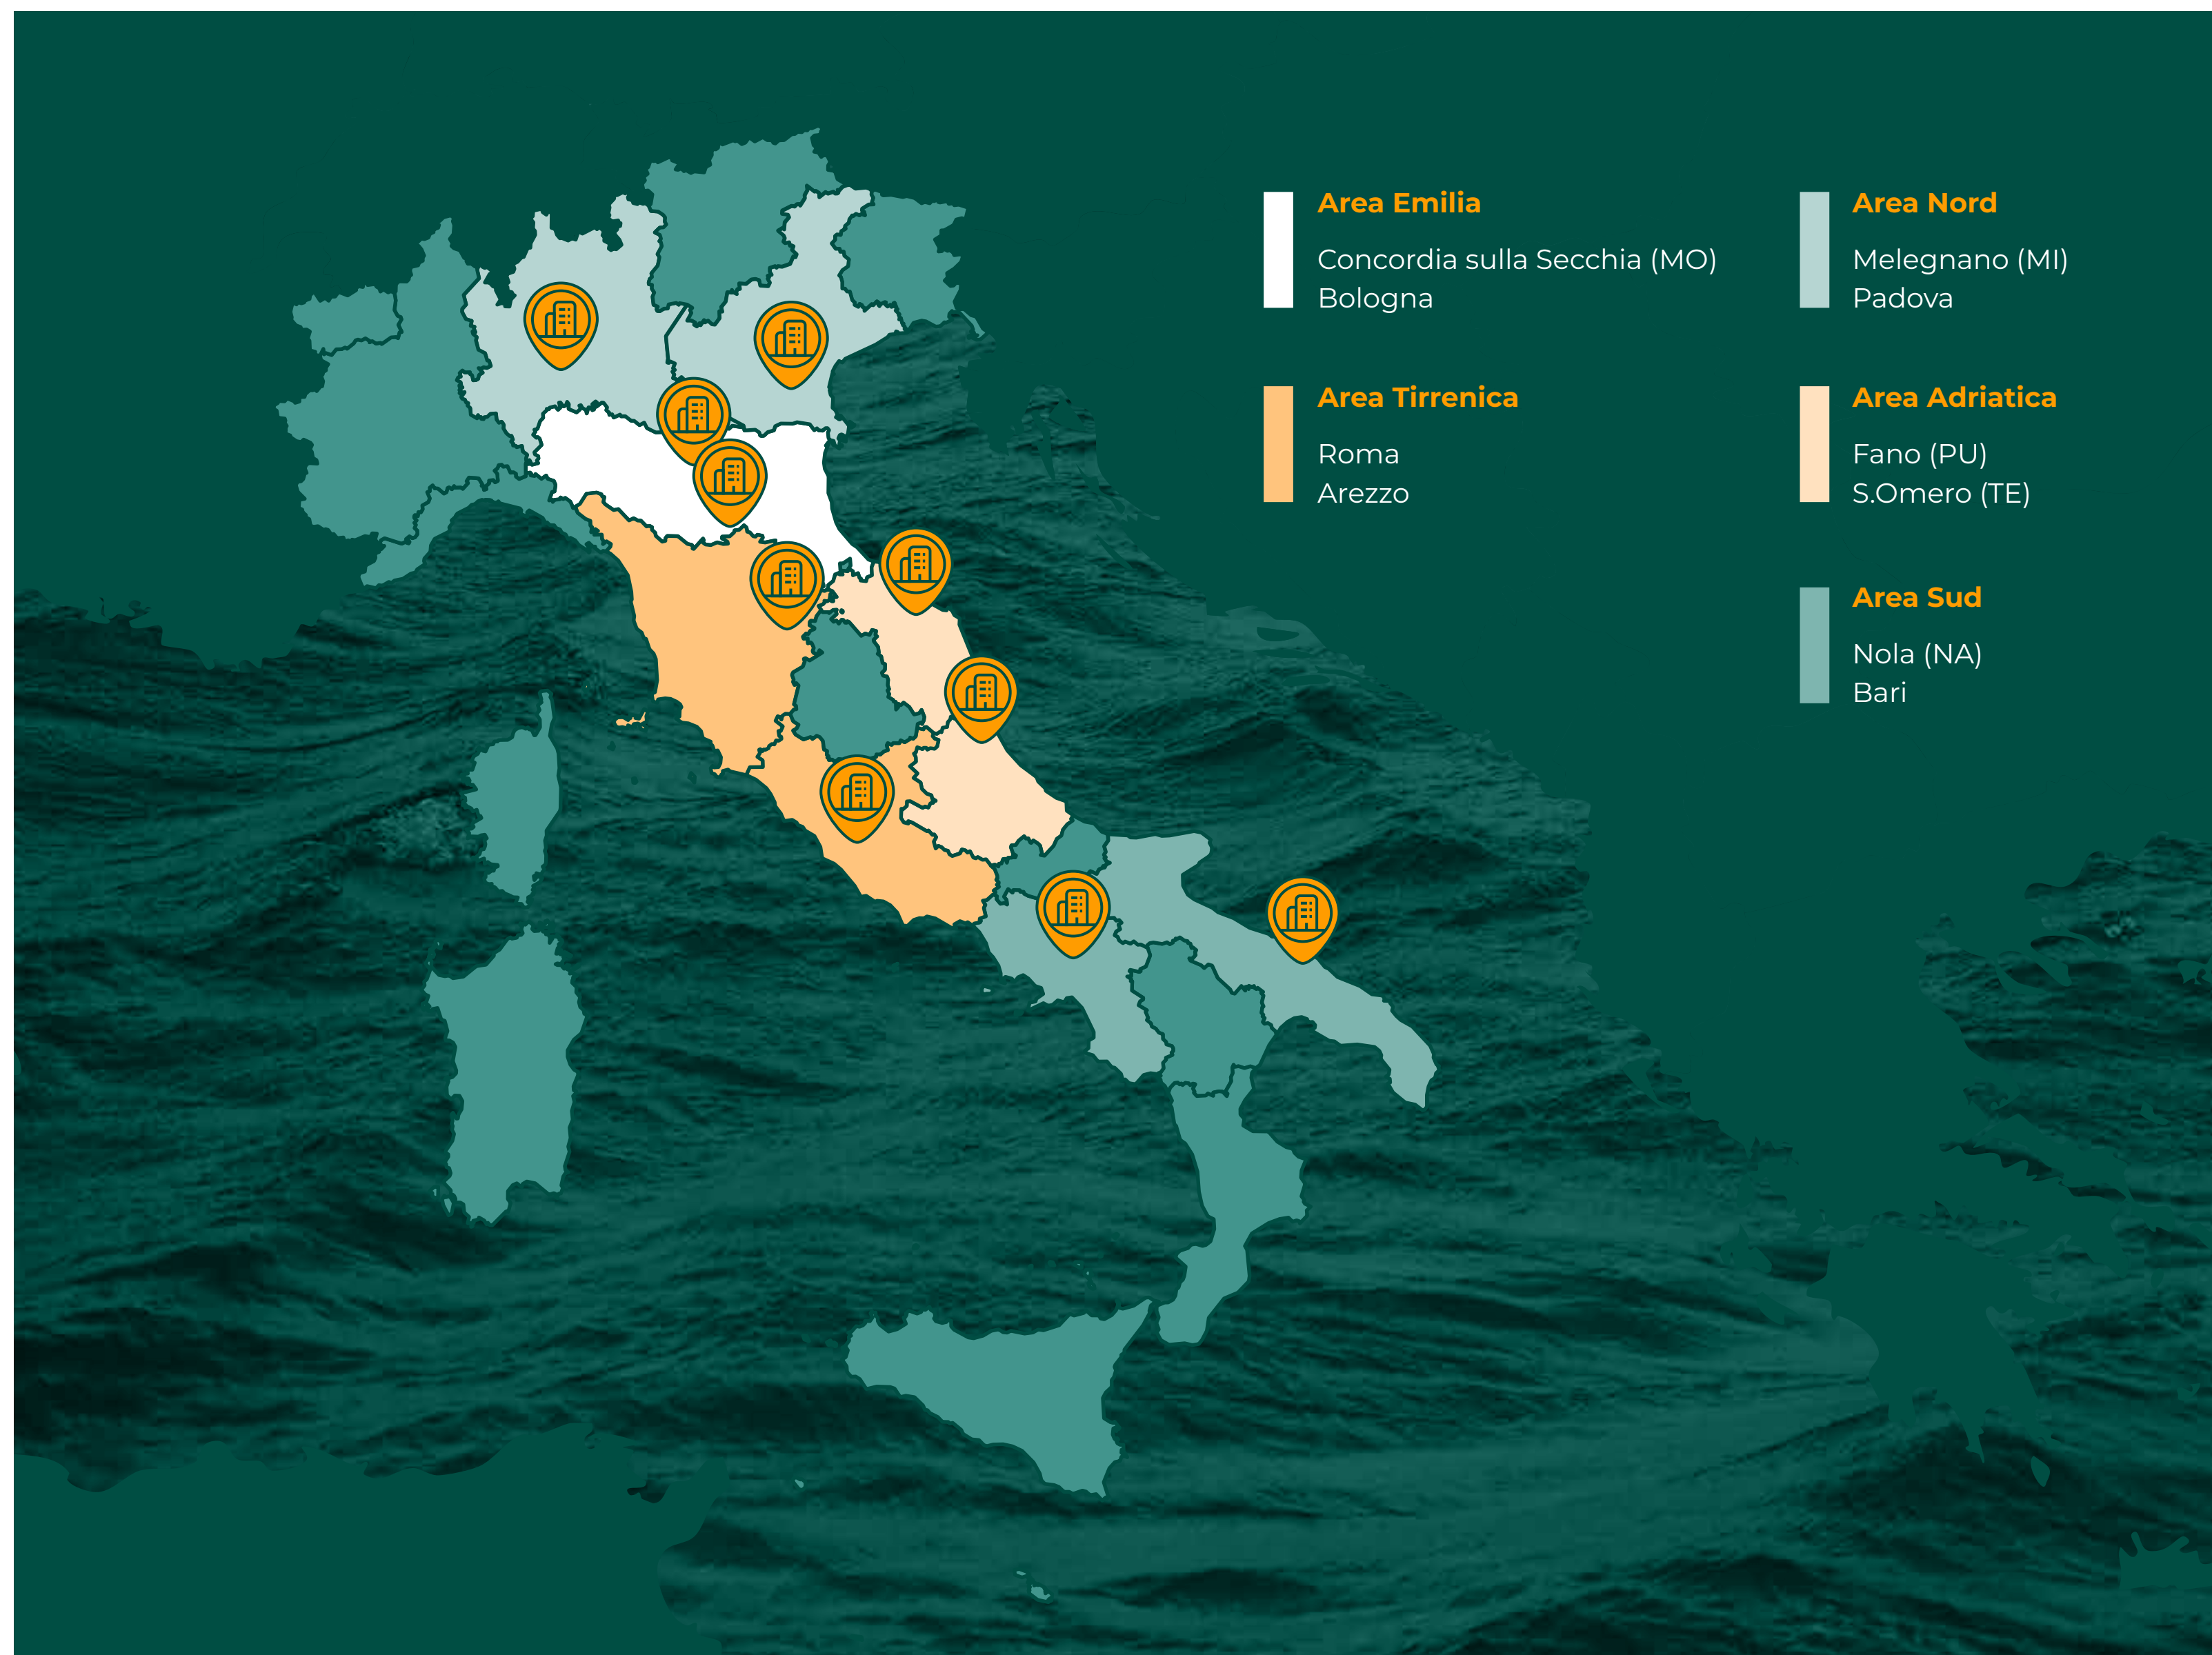 Area Emilia
Concordia sulla Secchia (MO)
Bologna
Area Nord
Melegnano (MI)
Padova
Area Tirrenica
Roma
Arezzo
Area Adriatica
Fano (PU)
S.Omero (TE)
Area Sud
Nola (NA)
Bari